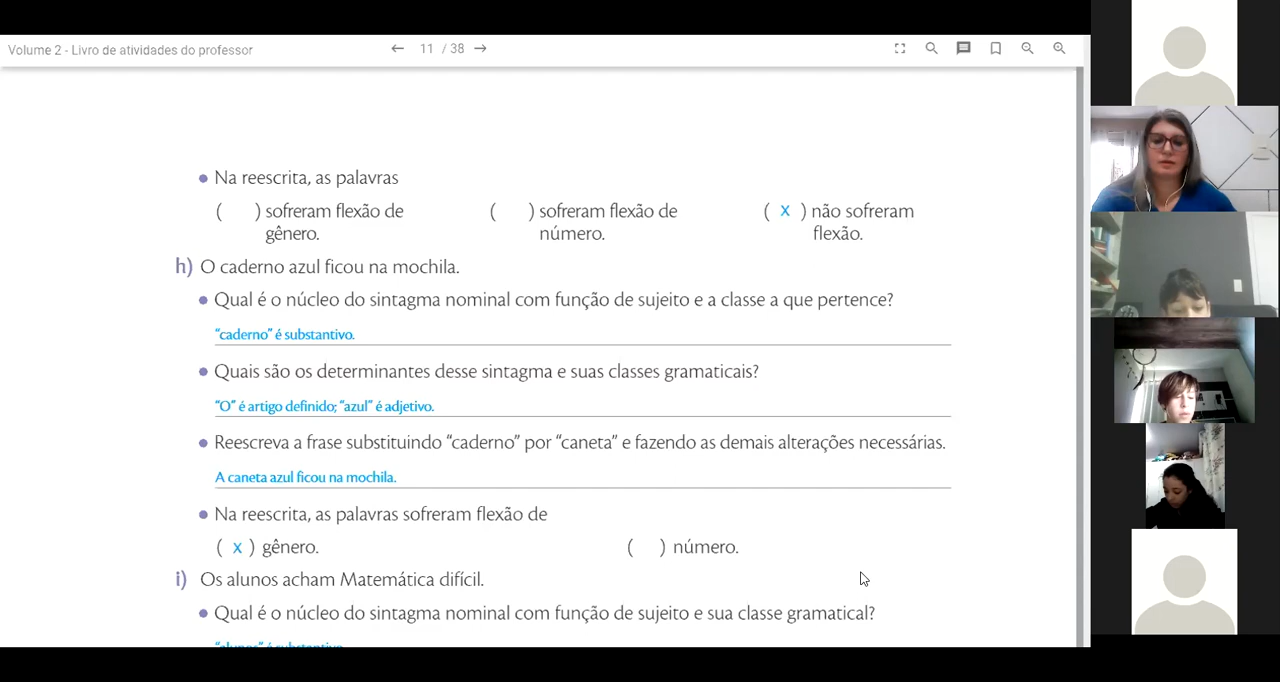 Volume 2 - Livro de atividades do professor
← 11 / 38 →
● Na reescrita, as palavras
( ) sofreram flexão de gênero. ( ) sofreram flexão de número. ( x ) não sofreram flexão.
h) O caderno azul ficou na mochila.
● Qual é o núcleo do sintagma nominal com função de sujeito e a classe a que pertence?
“caderno” é substantivo.
● Quais são os determinantes desse sintagma e suas classes gramaticais?
“O” é artigo definido; “azul” é adjetivo.
● Reescreva a frase substituindo “caderno” por “caneta” e fazendo as demais alterações necessárias.
A caneta azul ficou na mochila.
● Na reescrita, as palavras sofreram flexão de
( x ) gênero. ( ) número.
i) Os alunos acham Matemática difícil.
● Qual é o núcleo do sintagma nominal com função de sujeito e sua classe gramatical?
“alunos” é substantivo.